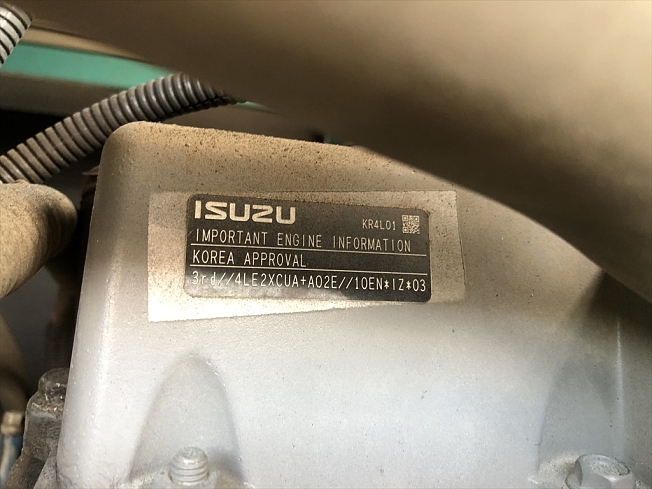 ISUZU
KR4L01
IMPORTANT ENGINE INFORMATION
KOREA APPROVAL
3rd//4LE2XCUA+A02E//10EN*IZ*03